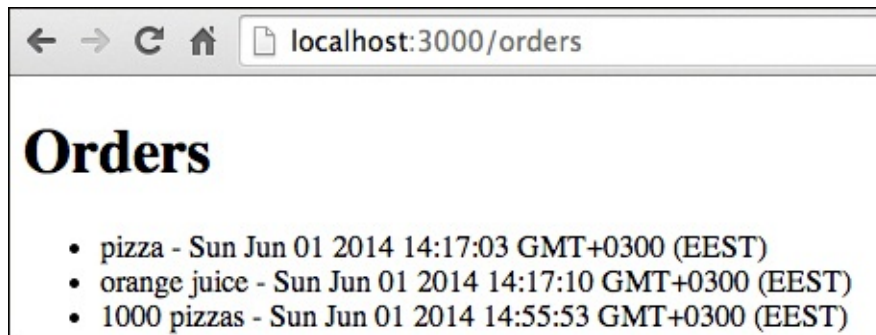 localhost:3000/orders
Orders
• pizza - Sun Jun 01 2014 14:17:03 GMT+0300 (EEST)
• orange juice - Sun Jun 01 2014 14:17:10 GMT+0300 (EEST)
• 1000 pizzas - Sun Jun 01 2014 14:55:53 GMT+0300 (EEST)